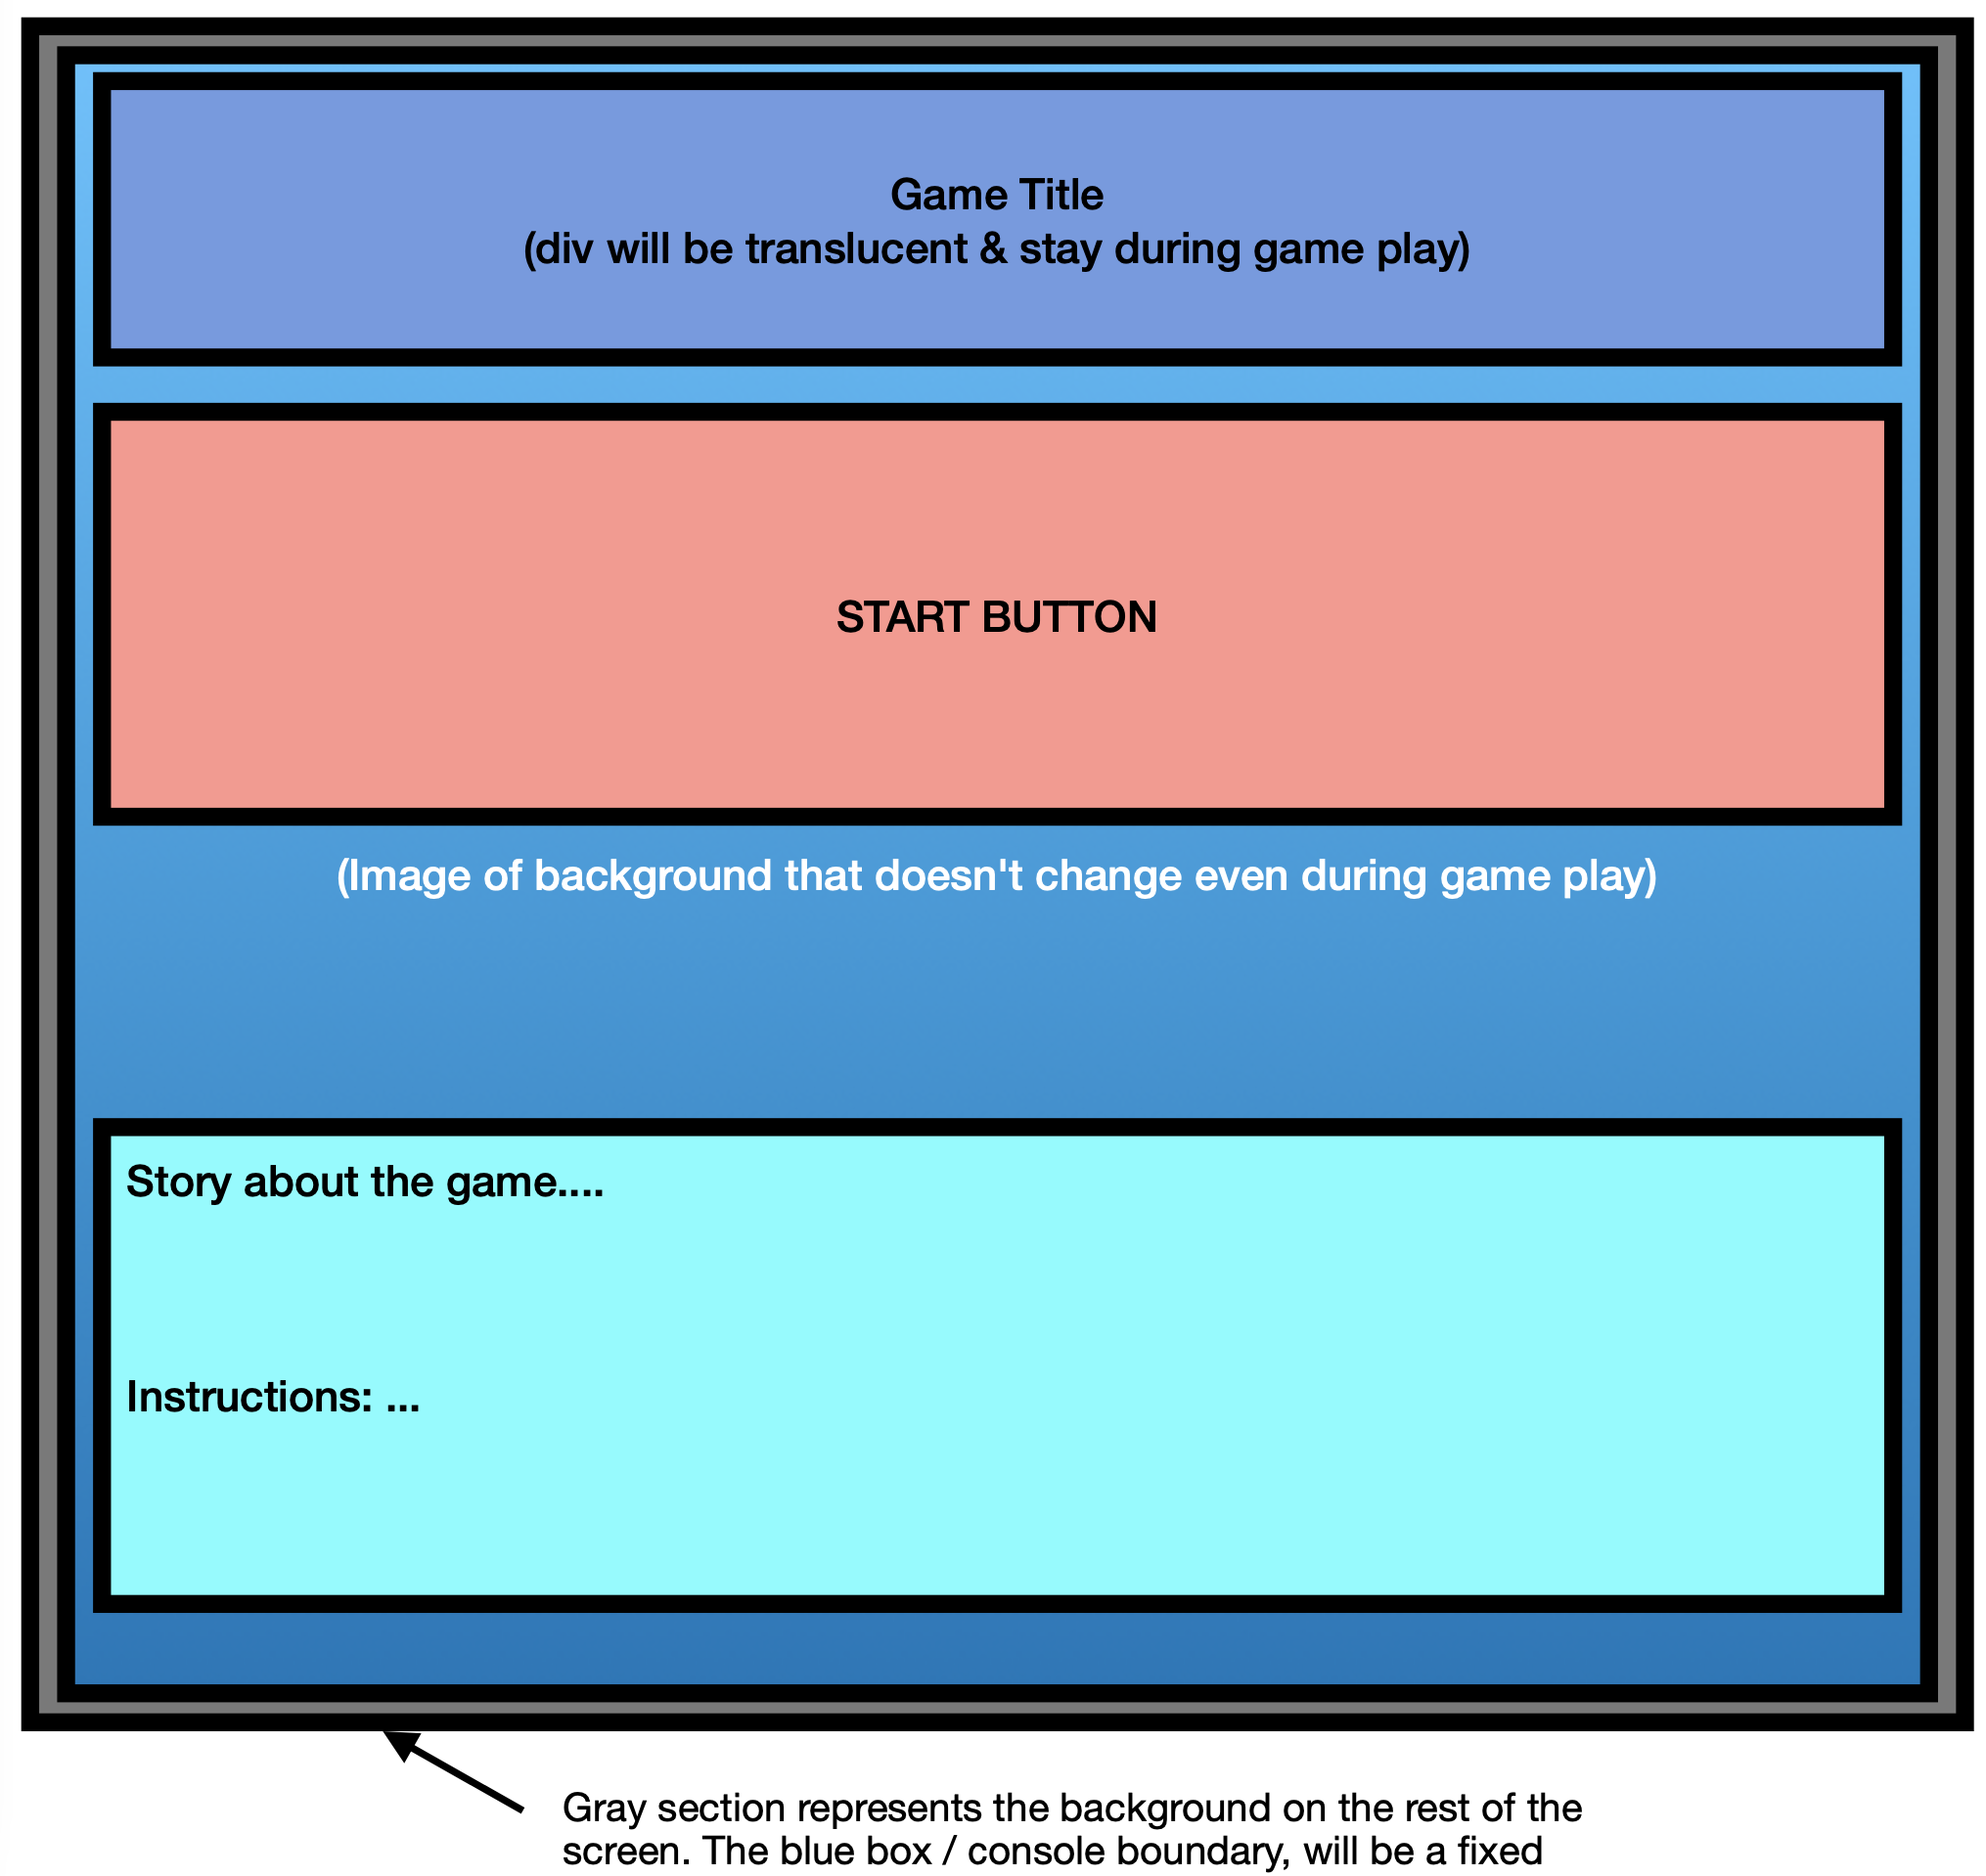 Game Title
(div will be translucent & stay during game play)
START BUTTON
(Image of background that doesn't change even during game play)
Story about the game....
Instructions: ...
Gray section represents the background on the rest of the
screen. The blue box / console boundary, will be a fixed